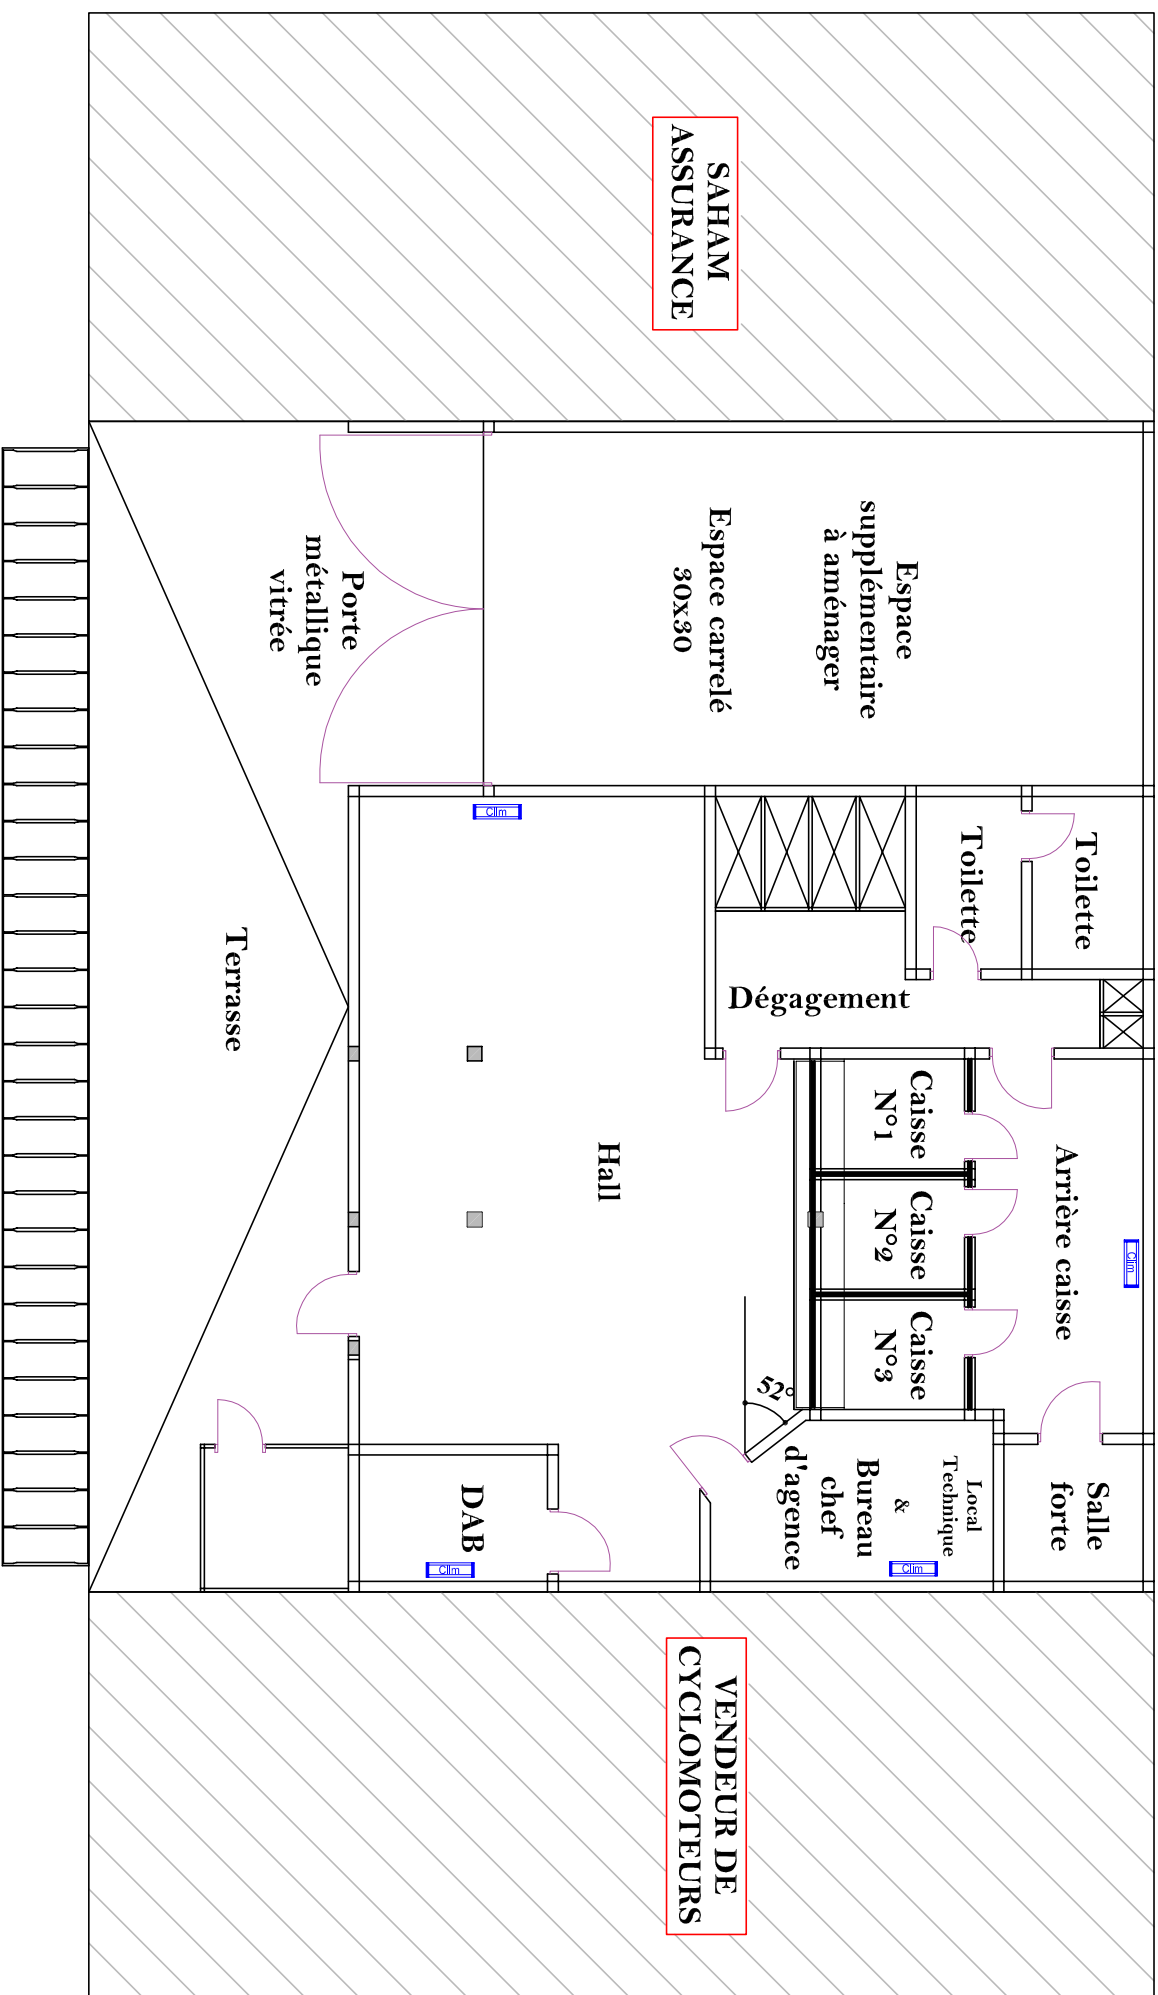 SAHAM
ASSURANCE
Espace
supplémentaire
à aménager
Espace carrelé
30x30
Porte
métallique
vitrée
Clim
Toilette
Toilette
Dégagement
Terrasse
Hall
Caisse
N°1
Caisse
N°2
Caisse
N°3
Arrière caisse
Clim
52°
Salle
forte
Local
Technique
&
Bureau
chef
d'agence
Clim
DAB
Clim
VENDEUR DE
CYCLOMOTEURS